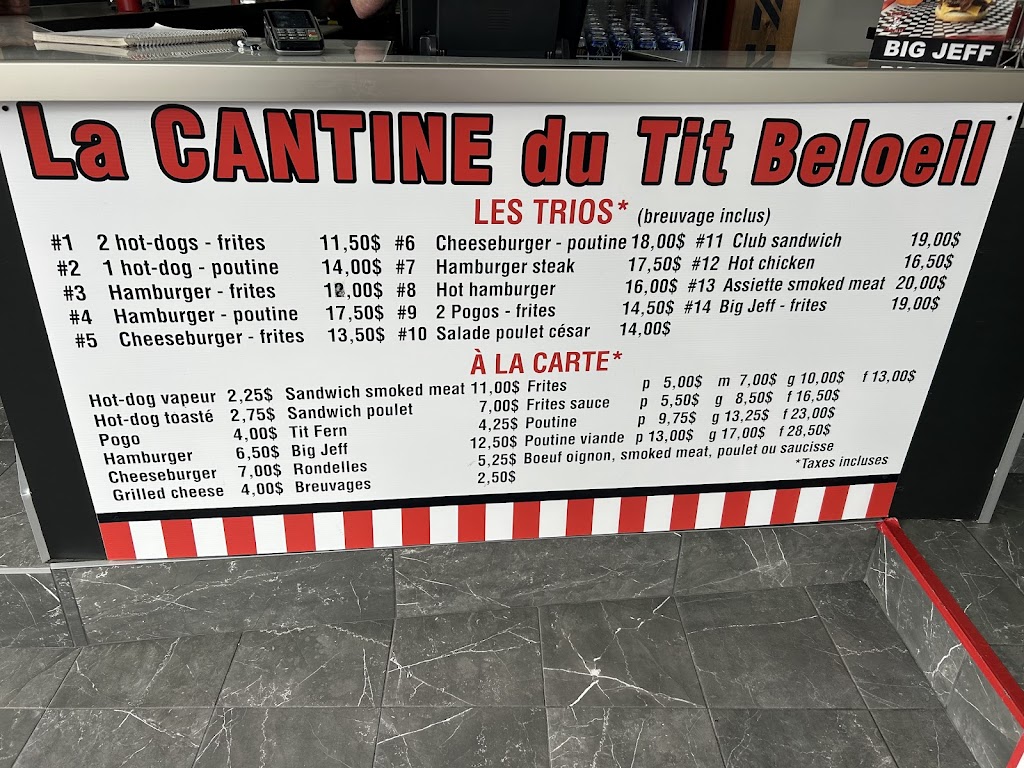 BIG JEFF
La CANTINE du Tit Beloeil
LES TRIOS* (breuvage inclus)
#1 2 hot-dogs - frites 11,50$
#2 1 hot-dog - poutine 14,00$
#3 Hamburger - frites
#4 Hamburger - poutine 17,50$
#5 Cheeseburger - frites 13,50$
#6 Cheeseburger - poutine 18,00$
#7 Hamburger steak 17,50$
#8 Hot hamburger 16,00$
#9 2 Pogos - frites 14,50$
#10 Salade poulet césar 14,00$
#11 Club sandwich 19,00$
#12 Hot chicken 16,50$
#13 Assiette smoked meat 20,00$
#14 Big Jeff - frites 19,00$
À LA CARTE*
Hot-dog vapeur 2,25$
Hot-dog toasté 2,75$
Pogo 4,00$
Hamburger 6,50$
Cheeseburger 7,00$
Grilled cheese 4,00$
Sandwich smoked meat 11,00$
Sandwich poulet 7,00$
Tit Fern 4,25$
Big Jeff 12,50$
Rondelles 5,25$
Breuvages 2,50$
Frites p 5,00$ m 7,00$ g 10,00$ f 13,00$
Frites sauce p 5,50$ g 8,50$ f 16,50$
Poutine p 9,75$ g 13,25$ f 23,00$
Poutine viande p 13,00$ g 17,00$ f 28,50$
Boeuf oignon, smoked meat, poulet ou saucisse
*Taxes incluses